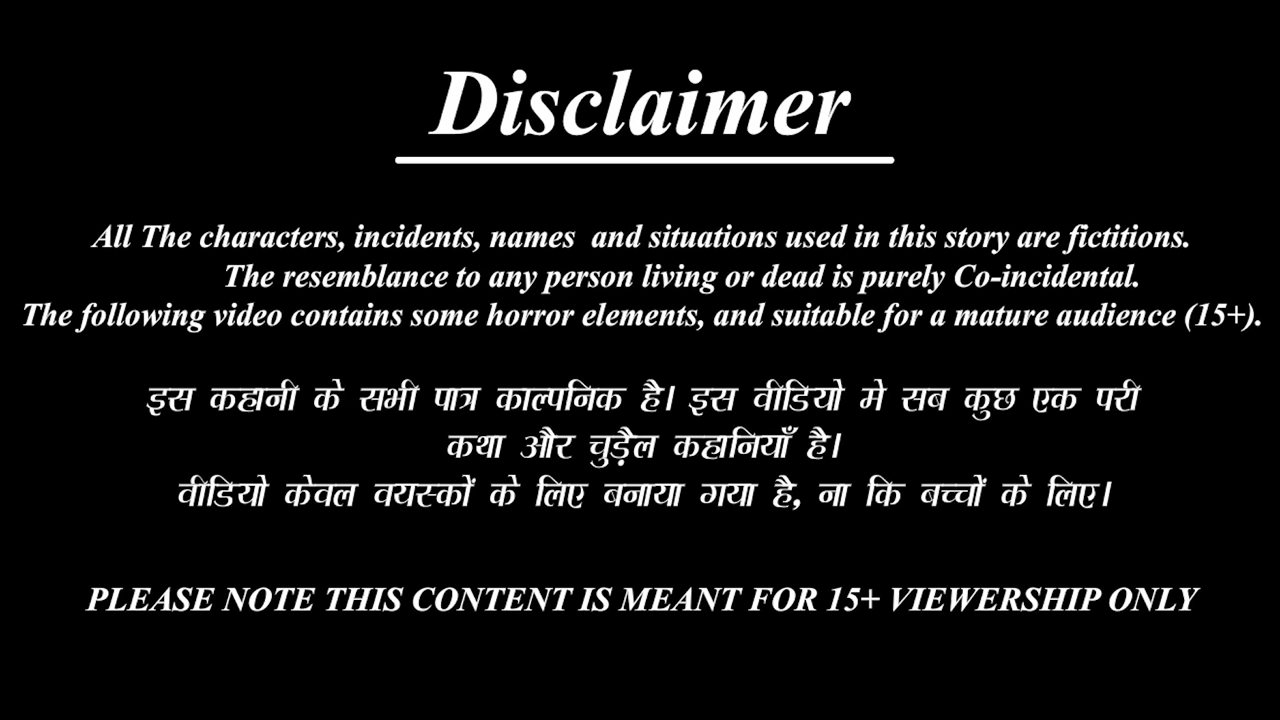 Disclaimer
All The characters, incidents, names and situations used in this story are fictitions.
The resemblance to any person living or dead is purely Co-incidental.
The following video contains some horror elements, and suitable for a mature audience (15+).
इस कहानी के सभी पात्र काल्पनिक है। इस वीडियो मे सब कुछ एक परी
कथा और चुड़ैल कहानियाँ है।
वीडियो केवल वयस्कों के लिए बनाया गया है, ना कि बच्चों के लिए।
PLEASE NOTE THIS CONTENT IS MEANT FOR 15+ VIEWERSHIP ONLY